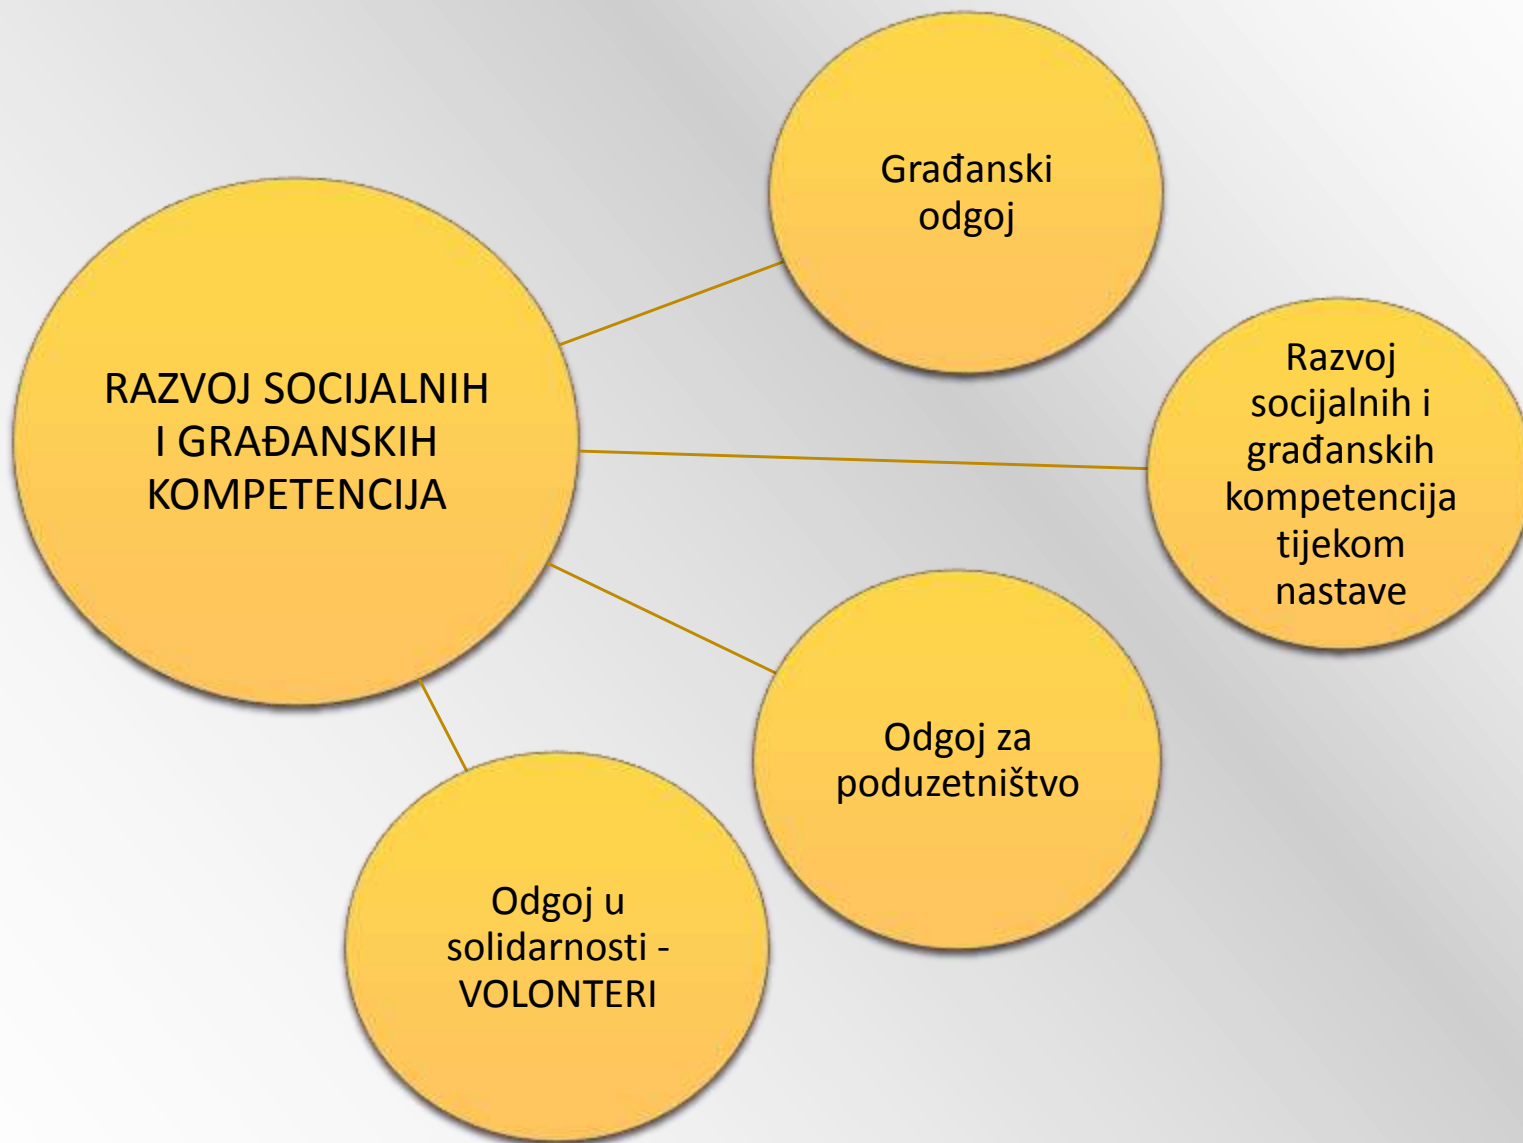 RAZVOJ SOCIJALNIH
I GRAĐANSKIH
KOMPETENCIJA
Građanski
odgoj
Razvoj
socijalnih i
građanskih
kompetencija
tijekom
nastave
Odgoj za
poduzetništvo
Odgoj u
solidarnosti -
VOLONTERI